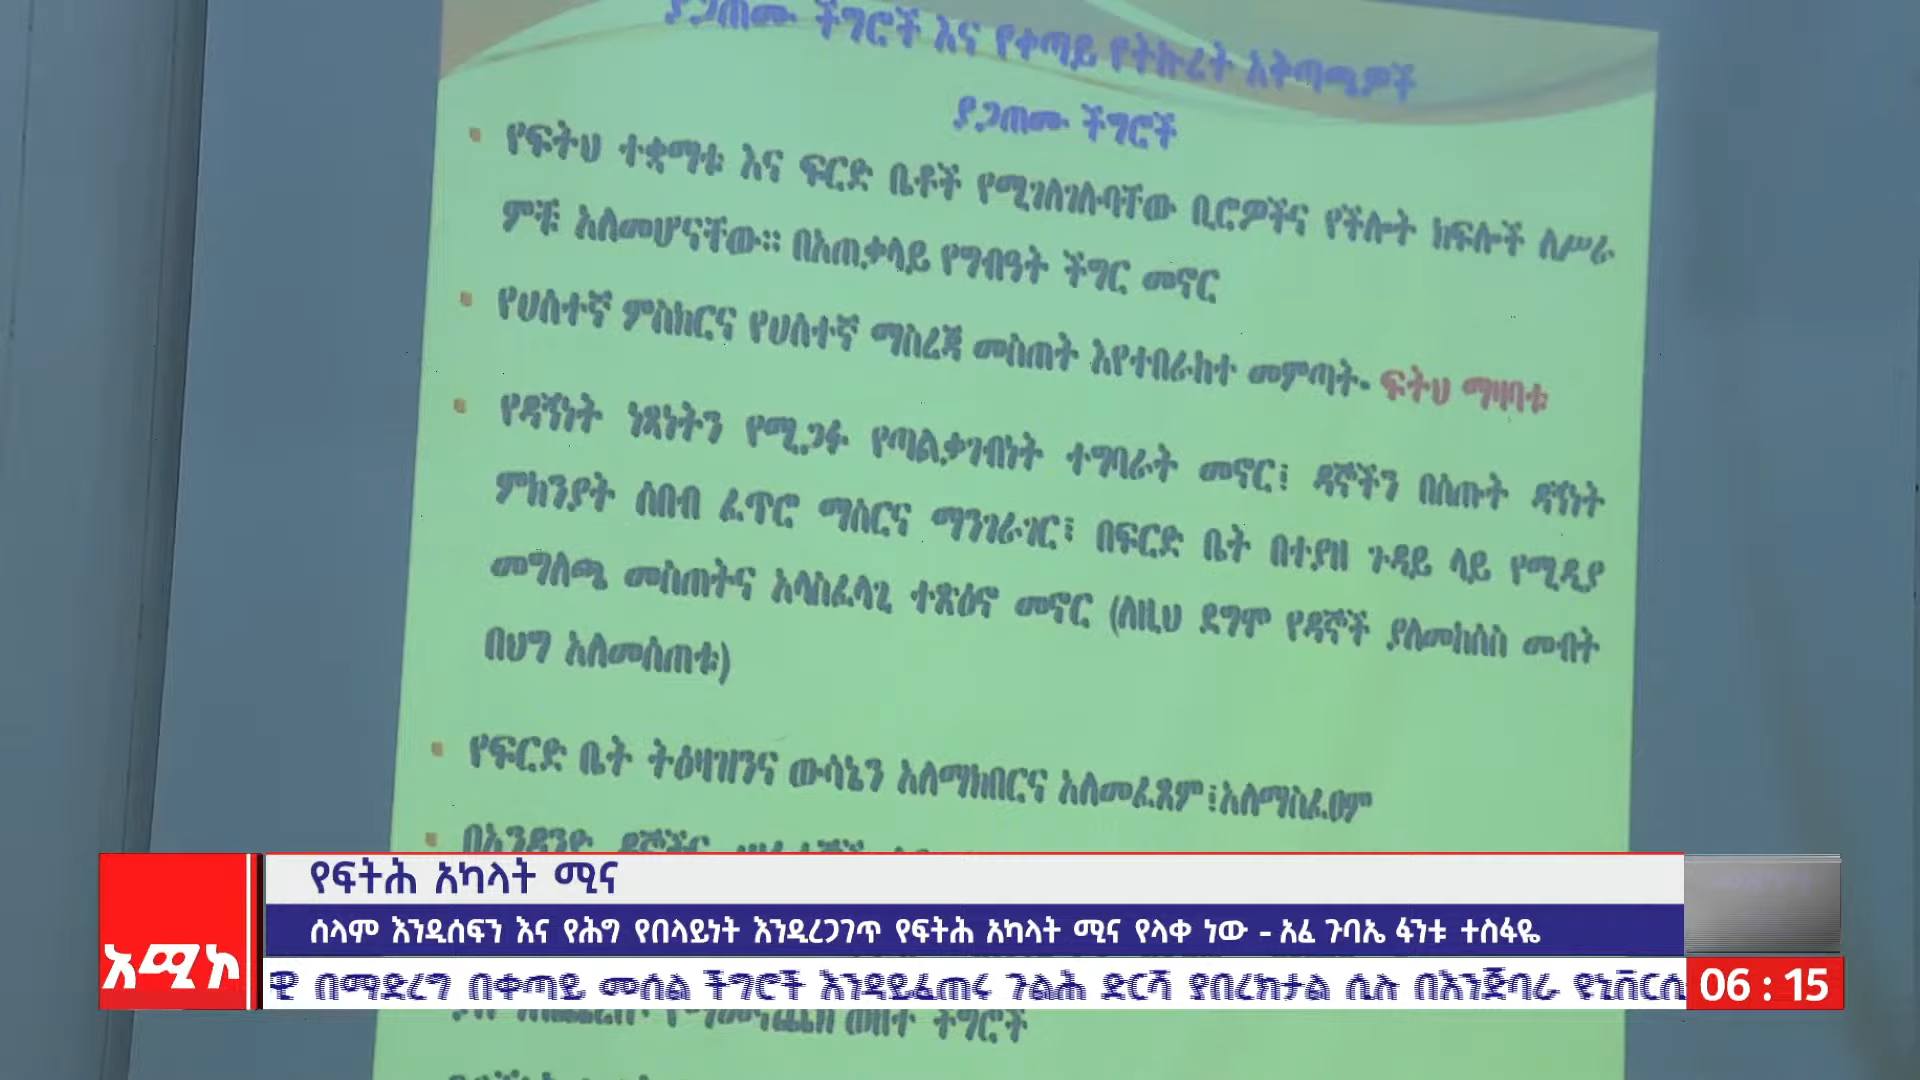 ያጋጠሙ ችግሮች እና የቀጣይ የትኩረት አቅጣጫዎች
ያጋጠሙ ችግሮች
▪ የፍትህ ተቋማቱ እና ፍርድ ቤቶች የሚገለገሉባቸው ቢሮዎችና የችሎት ክፍሎች ለሥራ
ምቹ አለመሆናቸው። በአጠቃላይ የግብዓት ችግር መኖር
▪ የሀሰተኛ ምስክርና የሀሰተኛ ማስረጃ መስጠት እየተበራከተ መምጣት- ፍትህ ማዛባቱ
▪ የዳኝነት ነጻነትን የሚጋፉ የጣልቃገብነት ተግባራት መኖር፤ ዳኞችን በሰጡት ዳኝነት
ምክንያት ሰበብ ፈጥሮ ማሰርና ማንገራገር፣ በፍርድ ቤት በተያዘ ጉዳይ ላይ የሚዲያ
መግለጫ መስጠትና አላስፈላጊ ተጽዕኖ መኖር (ለዚህ ደግሞ የዳኞች ያለመከሰስ መብት
በህግ አለመሰጠቱ)
▪ የፍርድ ቤት ትዕዛዝንና ውሳኔን አለማክበርና አለመፈጸም፤አለማስፈፀም
▪ በአንዳንድ ዳኞችና
የፍትሕ አካላት ሚና
ሰላም እንዲሰፍን እና የሕግ የበላይነት እንዲረጋገጥ የፍትሕ አካላት ሚና የላቀ ነው - አፈ ጉባኤ ፋንቱ ተስፋዬ
አሚኮ
ዊ በማድረግ በቀጣይ መሰል ችግሮች እንዳይፈጠሩ ጉልሕ ድርሻ ያበረክታል ሲሉ በእንጅባራ ዩኒቨርሲ
06:15
ችግሮች